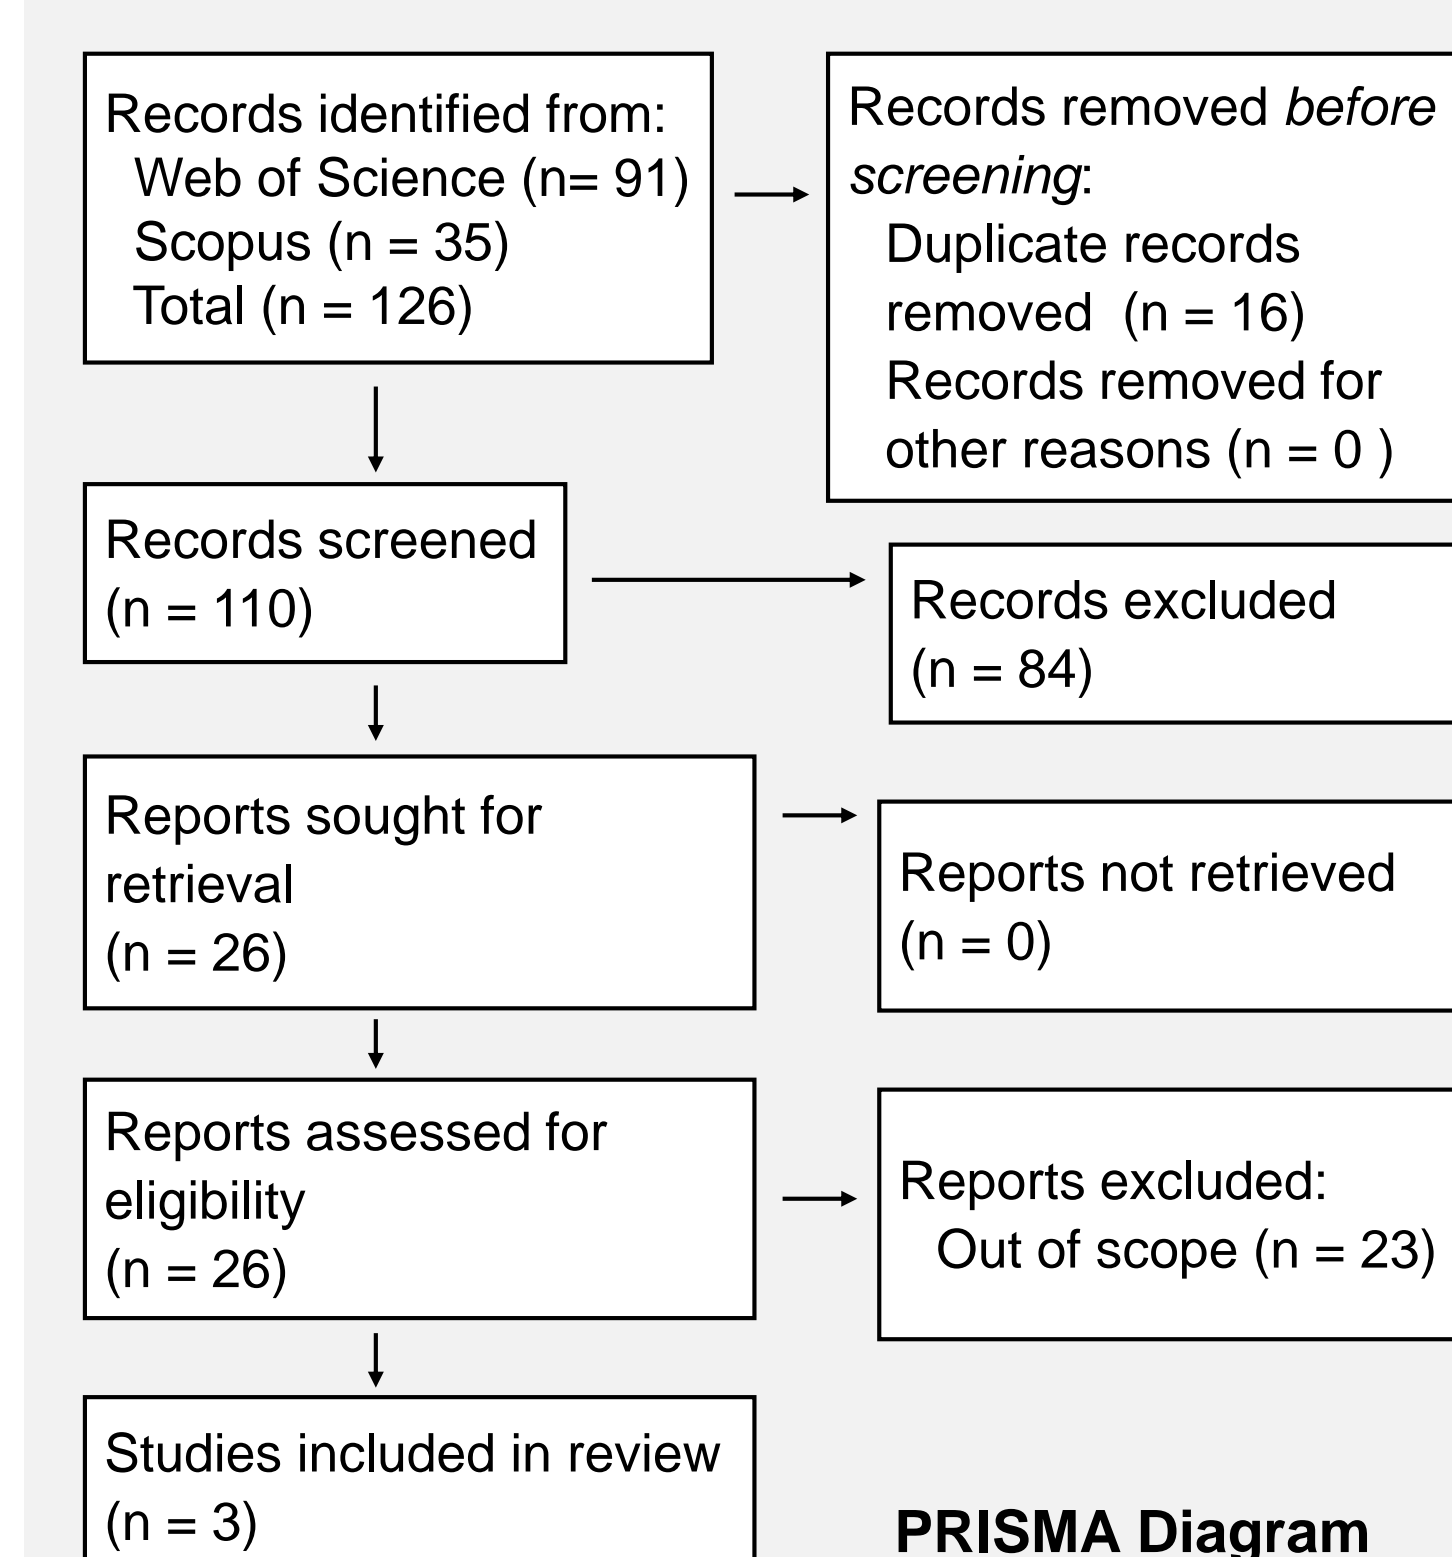 Records identified from:
Web of Science (n= 91)
Scopus (n = 35)
Total (n = 126)
Records removed before
screening:
Duplicate records
removed  (n = 16)
Records removed for
other reasons (n = 0 )
Records screened
(n = 110)
Records excluded
(n = 84)
Reports sought for
retrieval
(n = 26)
Reports not retrieved
(n = 0)
Reports assessed for
eligibility
(n = 26)
Reports excluded:
Out of scope (n = 23)
Studies included in review
(n = 3)
PRISMA Diagram